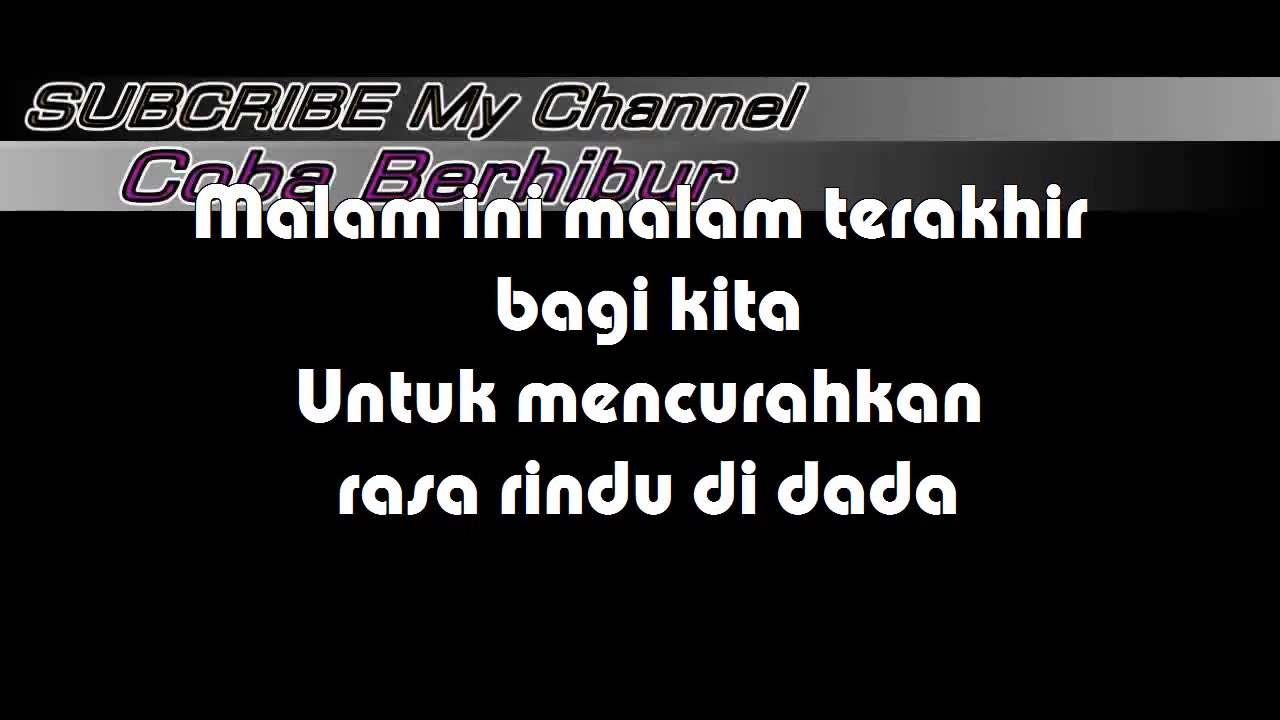 SUBCRIBE My Channel
Coba Berhibur
Malam ini malam terakhir
bagi kita
Untuk mencurahkan
rasa rindu di dada